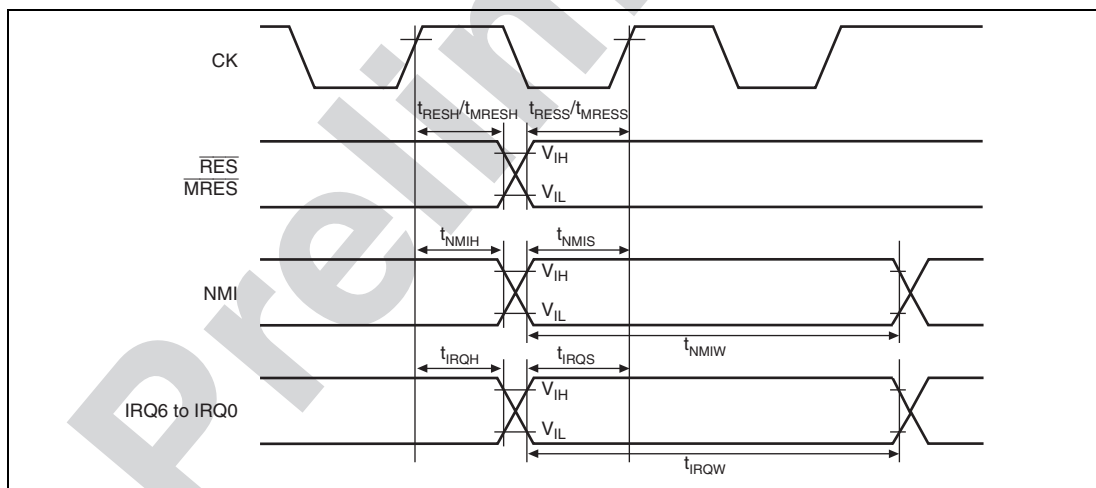 CK
tRESH/tMRESH tRESS/tMRESS
RES
MRES
VIH
VIL
tNMIH tNMIS
NMI
VIH
VIL
tNMIW
tIRQH tIRQS
IRQ6 to IRQ0
VIH
VIL
tIRQW
Prelim